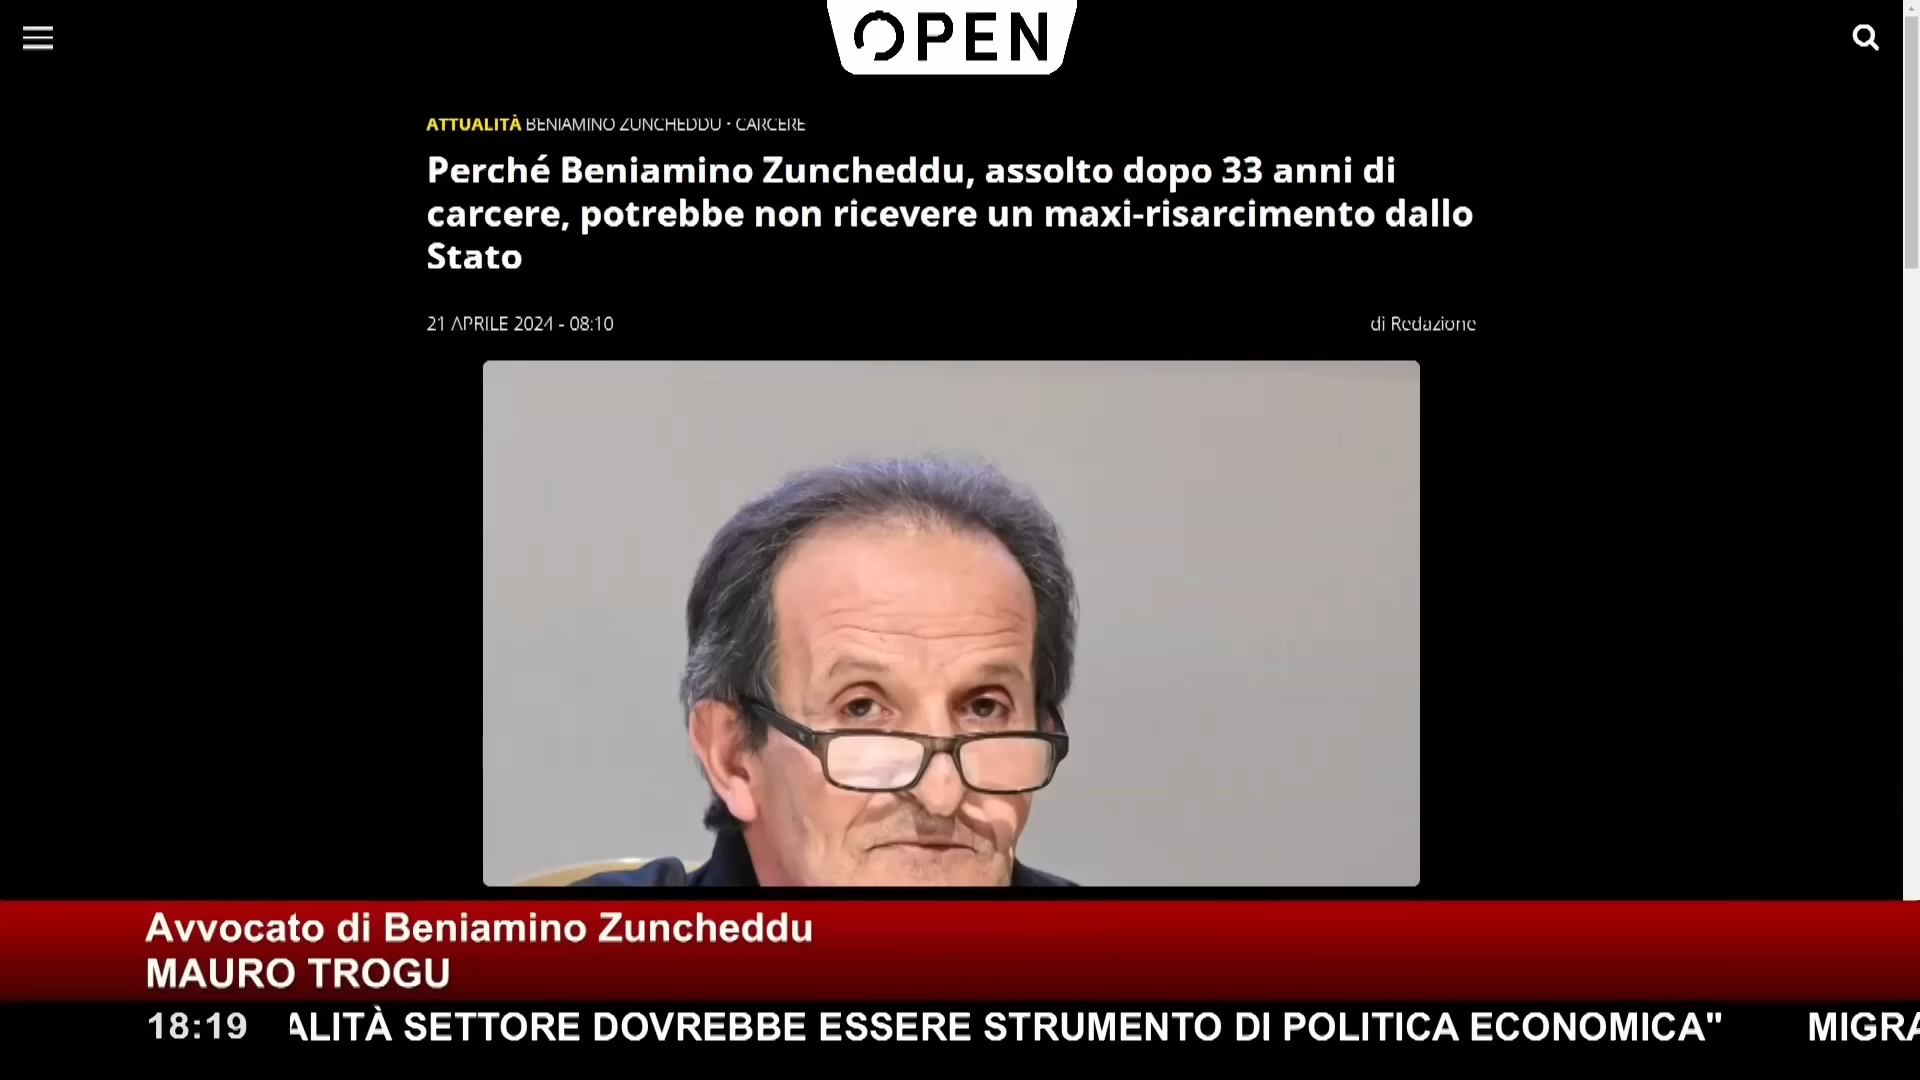 OPEN
ATTUALITÀ BENIAMINO ZUNCHEDDU - CARCERE
Perché Beniamino Zuncheddu, assolto dopo 33 anni di
carcere, potrebbe non ricevere un maxi-risarcimento dallo
Stato
21 APRILE 2024 - 08:10
di Redazione
Avvocato di Beniamino Zuncheddu
MAURO TROGU
18:19 ALITÀ SETTORE DOVREBBE ESSERE STRUMENTO DI POLITICA ECONOMICA" MIGRA